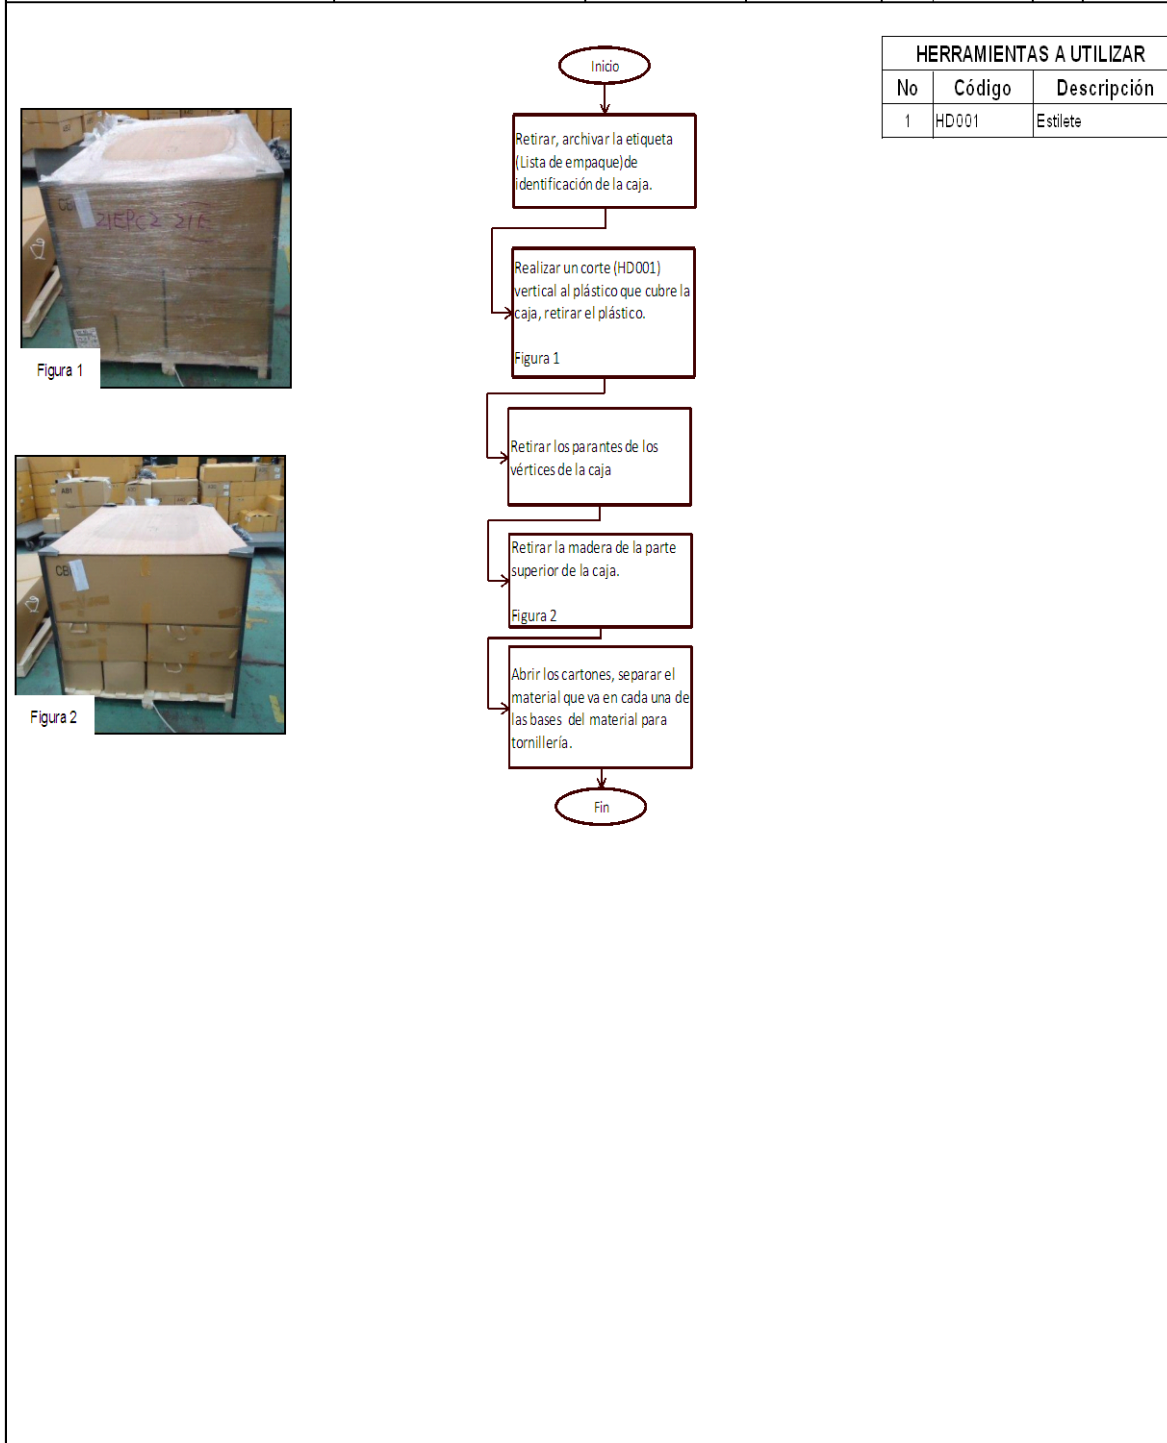 Inicio
HERRAMIENTAS A UTILIZAR
No Código Descripción
1 HD001 Estilete
Retirar, archivar la etiqueta
(Lista de empaque)de
identificación de la caja.
21EPC2 21E
Realizar un corte (HD001)
vertical al plástico que cubre la
caja, retirar el plástico.
Figura 1
Figura 1
Retirar los parantes de los
vértices de la caja
Retirar la madera de la parte
superior de la caja.
Figura 2
CB
Figura 2
Abrir los cartones, separar el
material que va en cada una de
las bases del material para
tornillería.
Fin